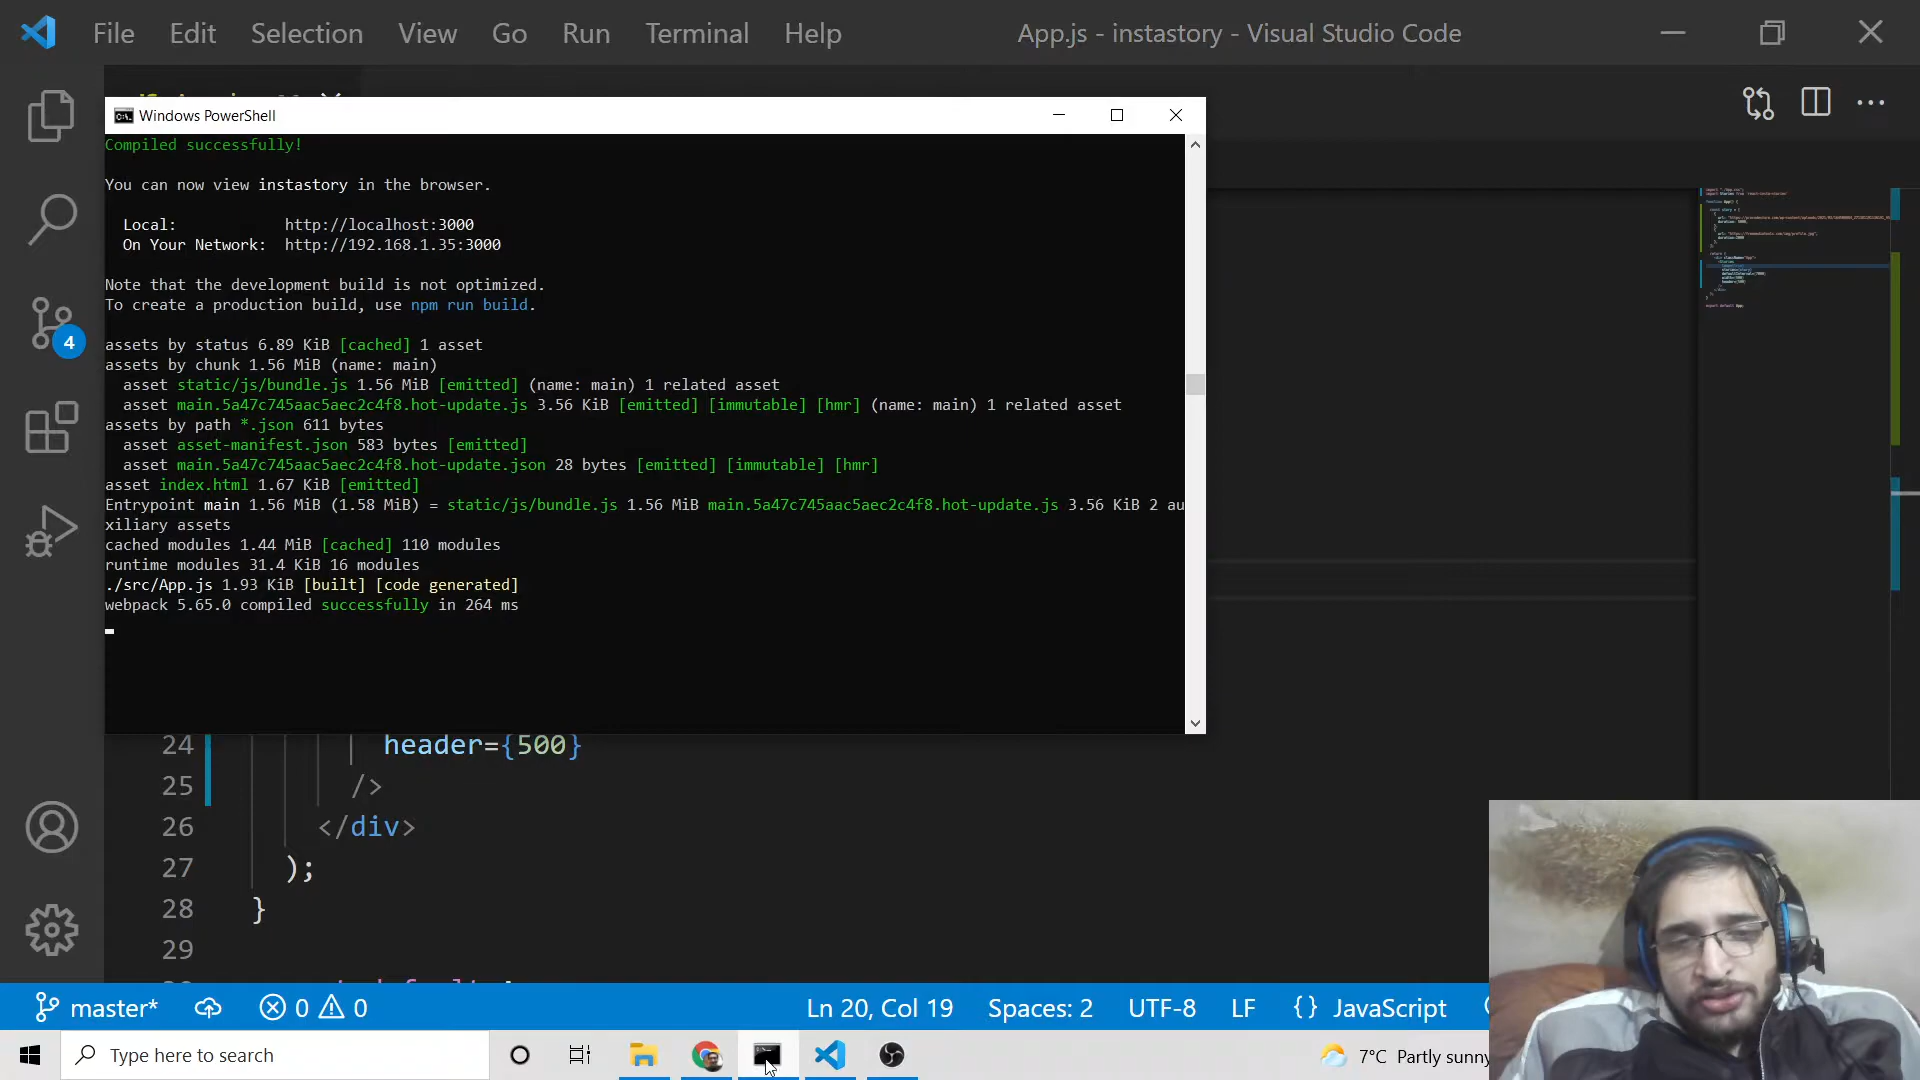 File Edit Selection View Go Run Terminal Help App.js - instastory - Visual Studio Code
Windows PowerShell
Compiled successfully!
You can now view instastory in the browser.
Local: http://localhost:3000
On Your Network: http://192.168.1.35:3000
Note that the development build is not optimized.
To create a production build, use npm run build.
assets by status 6.89 KiB [cached] 1 asset
assets by chunk 1.56 MiB (name: main)
asset static/js/bundle.js 1.56 MiB [emitted] (name: main) 1 related asset
asset main.5a47c745aac5aec2c4f8.hot-update.js 3.56 KiB [emitted] [immutable] [hmr] (name: main) 1 related asset
assets by path *.json 611 bytes
asset asset-manifest.json 583 bytes [emitted]
asset main.5a47c745aac5aec2c4f8.hot-update.json 28 bytes [emitted] [immutable] [hmr]
asset index.html 1.67 KiB [emitted]
Entrypoint main 1.56 MiB (1.58 MiB) = static/js/bundle.js 1.56 MiB main.5a47c745aac5aec2c4f8.hot-update.js 3.56 KiB 2 au
xiliary assets
cached modules 1.44 MiB [cached] 110 modules
runtime modules 31.4 KiB 16 modules
./src/App.js 1.93 KiB [built] [code generated]
webpack 5.65.0 compiled successfully in 264 ms
4
24 header={500}
25 />
26 </div>
27 );
28 }
29
master* 0 0 Ln 20, Col 19 Spaces: 2 UTF-8 LF {} JavaScript
Type here to search 7°C Partly sunny